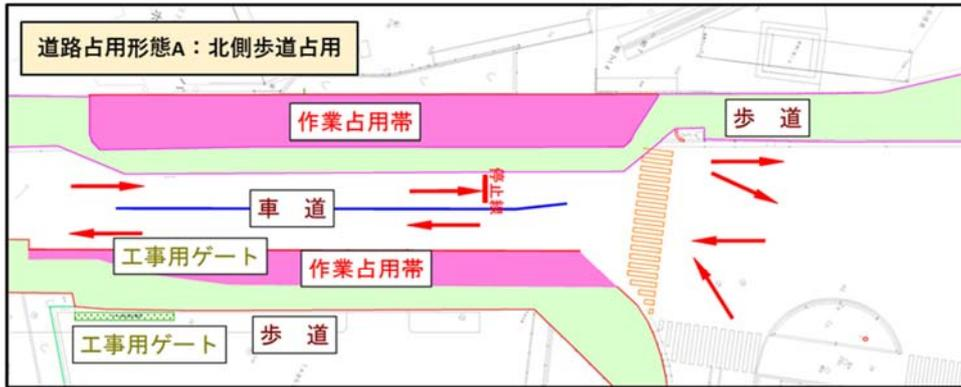 道路占用形態A：北側歩道占用
作業占用帯
歩　道
停止線
車　道
工事用ゲート
作業占用帯
工事用ゲート
歩　道